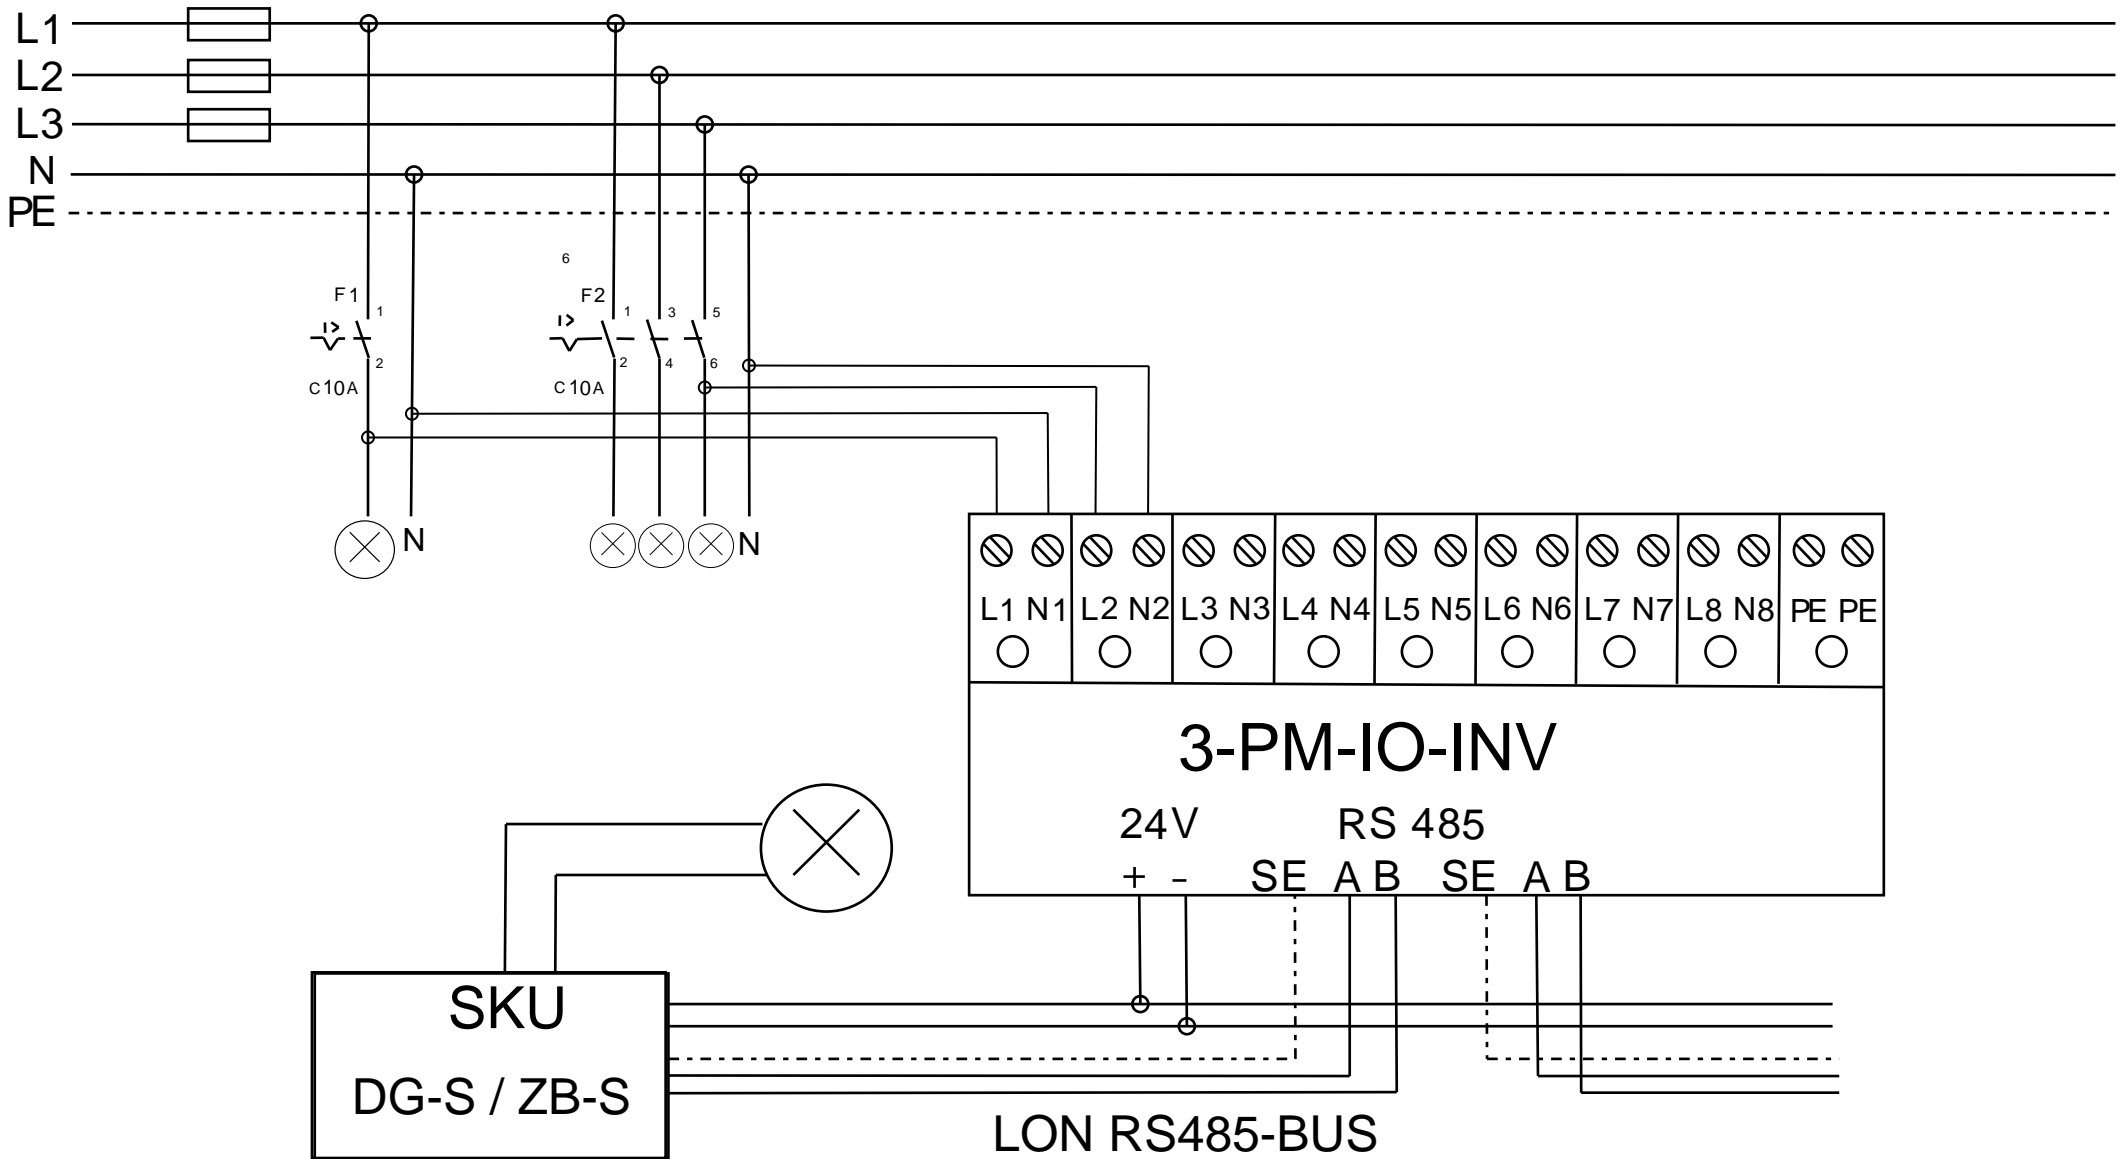 L1
L2
L3
N
PE
6
F1 F2
1 1 3 5
I> I>
2 2 4 6
C10A C10A
N N
L1 N1 L2 N2 L3 N3 L4 N4 L5 N5 L6 N6 L7 N7 L8 N8 PE PE
3-PM-IO-INV
24V RS 485
+ - SE A B SE A B
SKU
DG-S / ZB-S
LON RS485-BUS